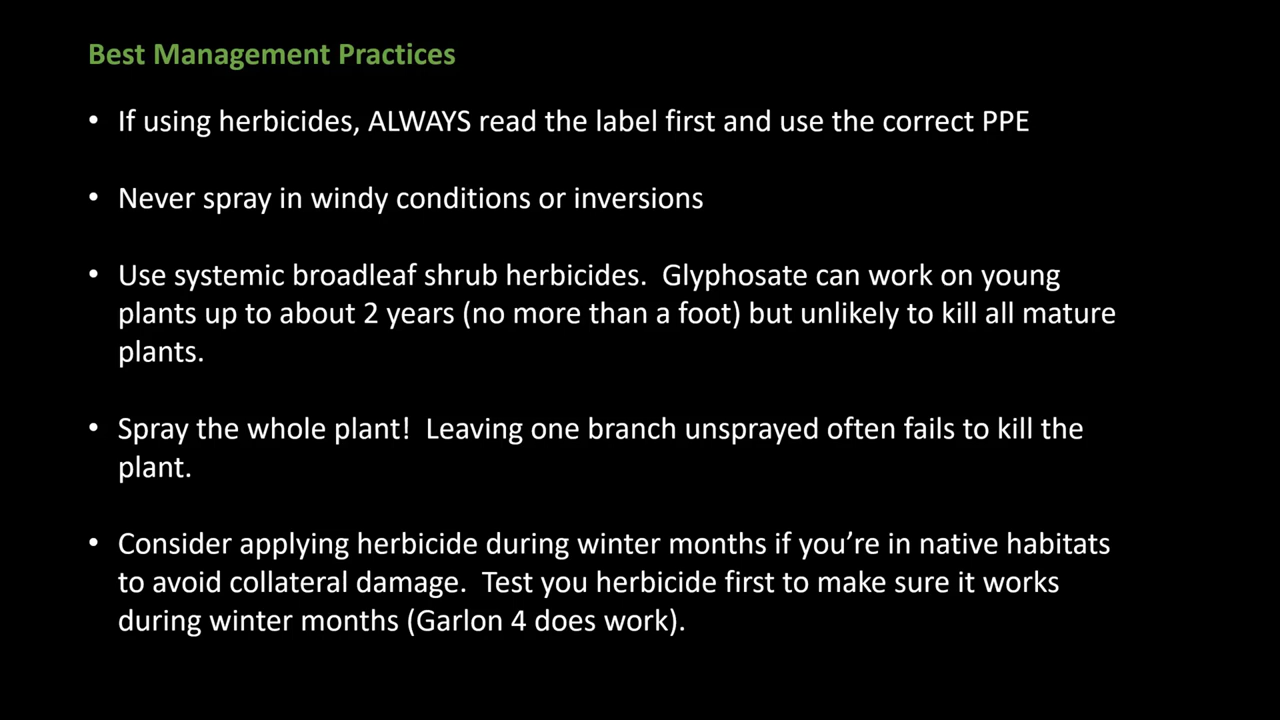 Best Management Practices
• If using herbicides, ALWAYS read the label first and use the correct PPE
• Never spray in windy conditions or inversions
• Use systemic broadleaf shrub herbicides.  Glyphosate can work on young
plants up to about 2 years (no more than a foot) but unlikely to kill all mature
plants.
• Spray the whole plant!  Leaving one branch unsprayed often fails to kill the
plant.
• Consider applying herbicide during winter months if you’re in native habitats
to avoid collateral damage.  Test you herbicide first to make sure it works
during winter months (Garlon 4 does work).